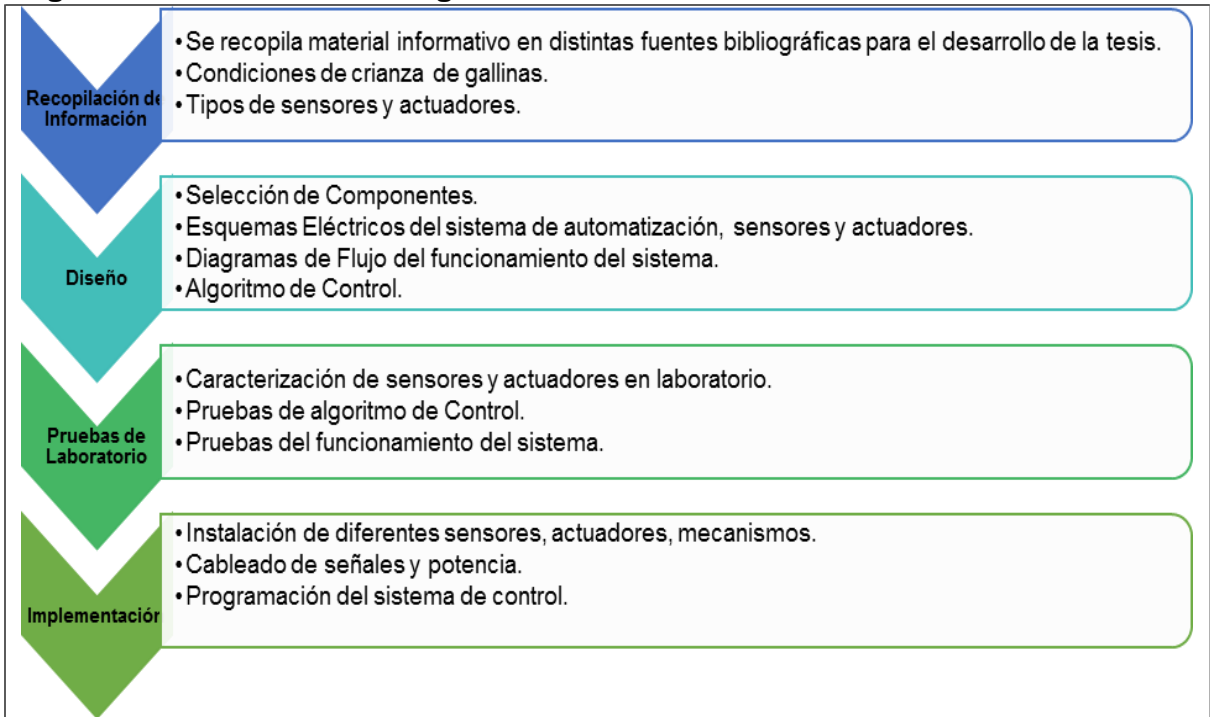 Recopilación de
Información
•Se recopila material informativo en distintas fuentes bibliográficas para el desarrollo de la tesis.
•Condiciones de crianza de gallinas.
•Tipos de sensores y actuadores.
Diseño
•Selección de Componentes.
•Esquemas Eléctricos del sistema de automatización, sensores y actuadores.
•Diagramas de Flujo del funcionamiento del sistema.
•Algoritmo de Control.
Pruebas de
Laboratorio
•Caracterización de sensores y actuadores en laboratorio.
•Pruebas de algoritmo de Control.
•Pruebas del funcionamiento del sistema.
Implementación
•Instalación de diferentes sensores, actuadores, mecanismos.
•Cableado de señales y potencia.
•Programación del sistema de control.